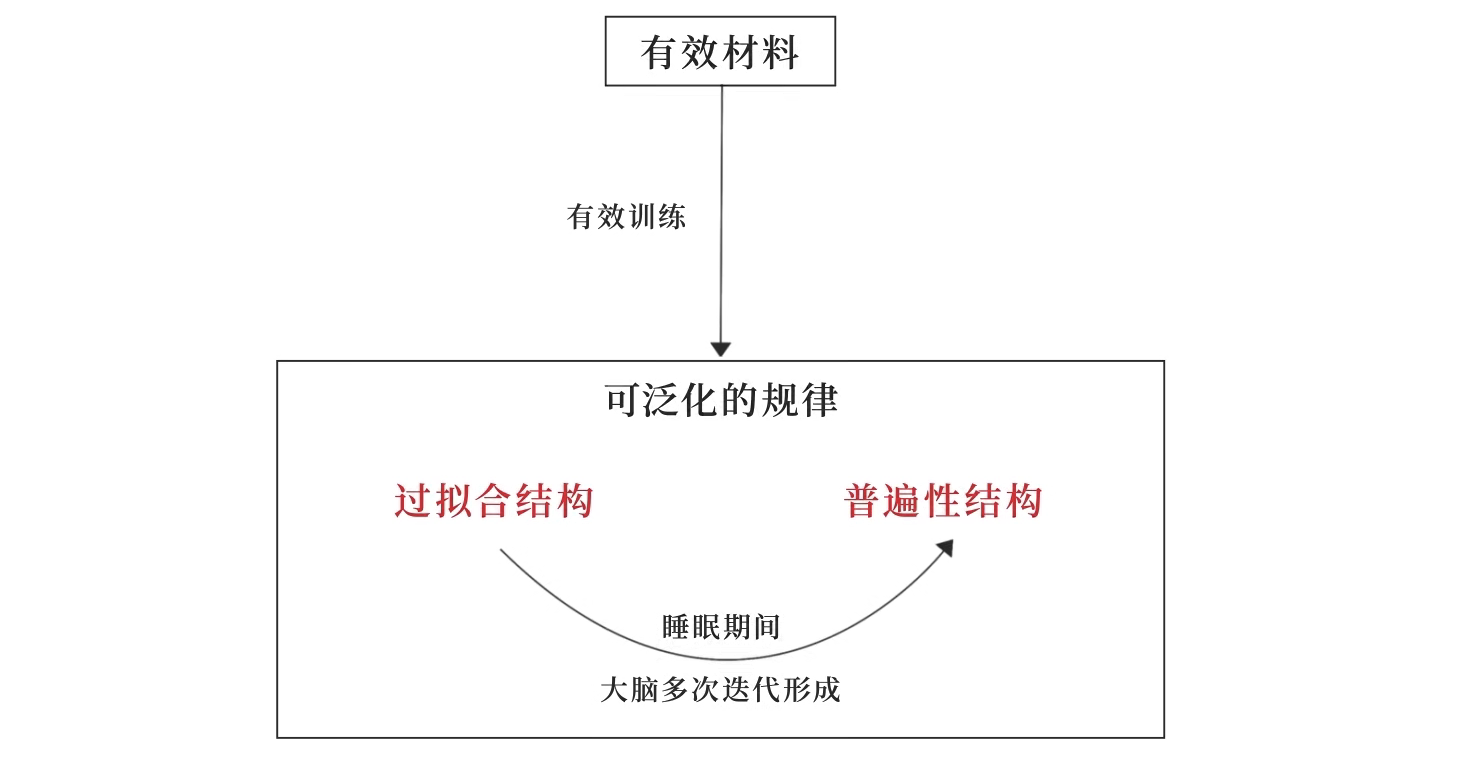 有效材料
有效训练
可泛化的规律
过拟合结构
普遍性结构
睡眠期间
大脑多次迭代形成